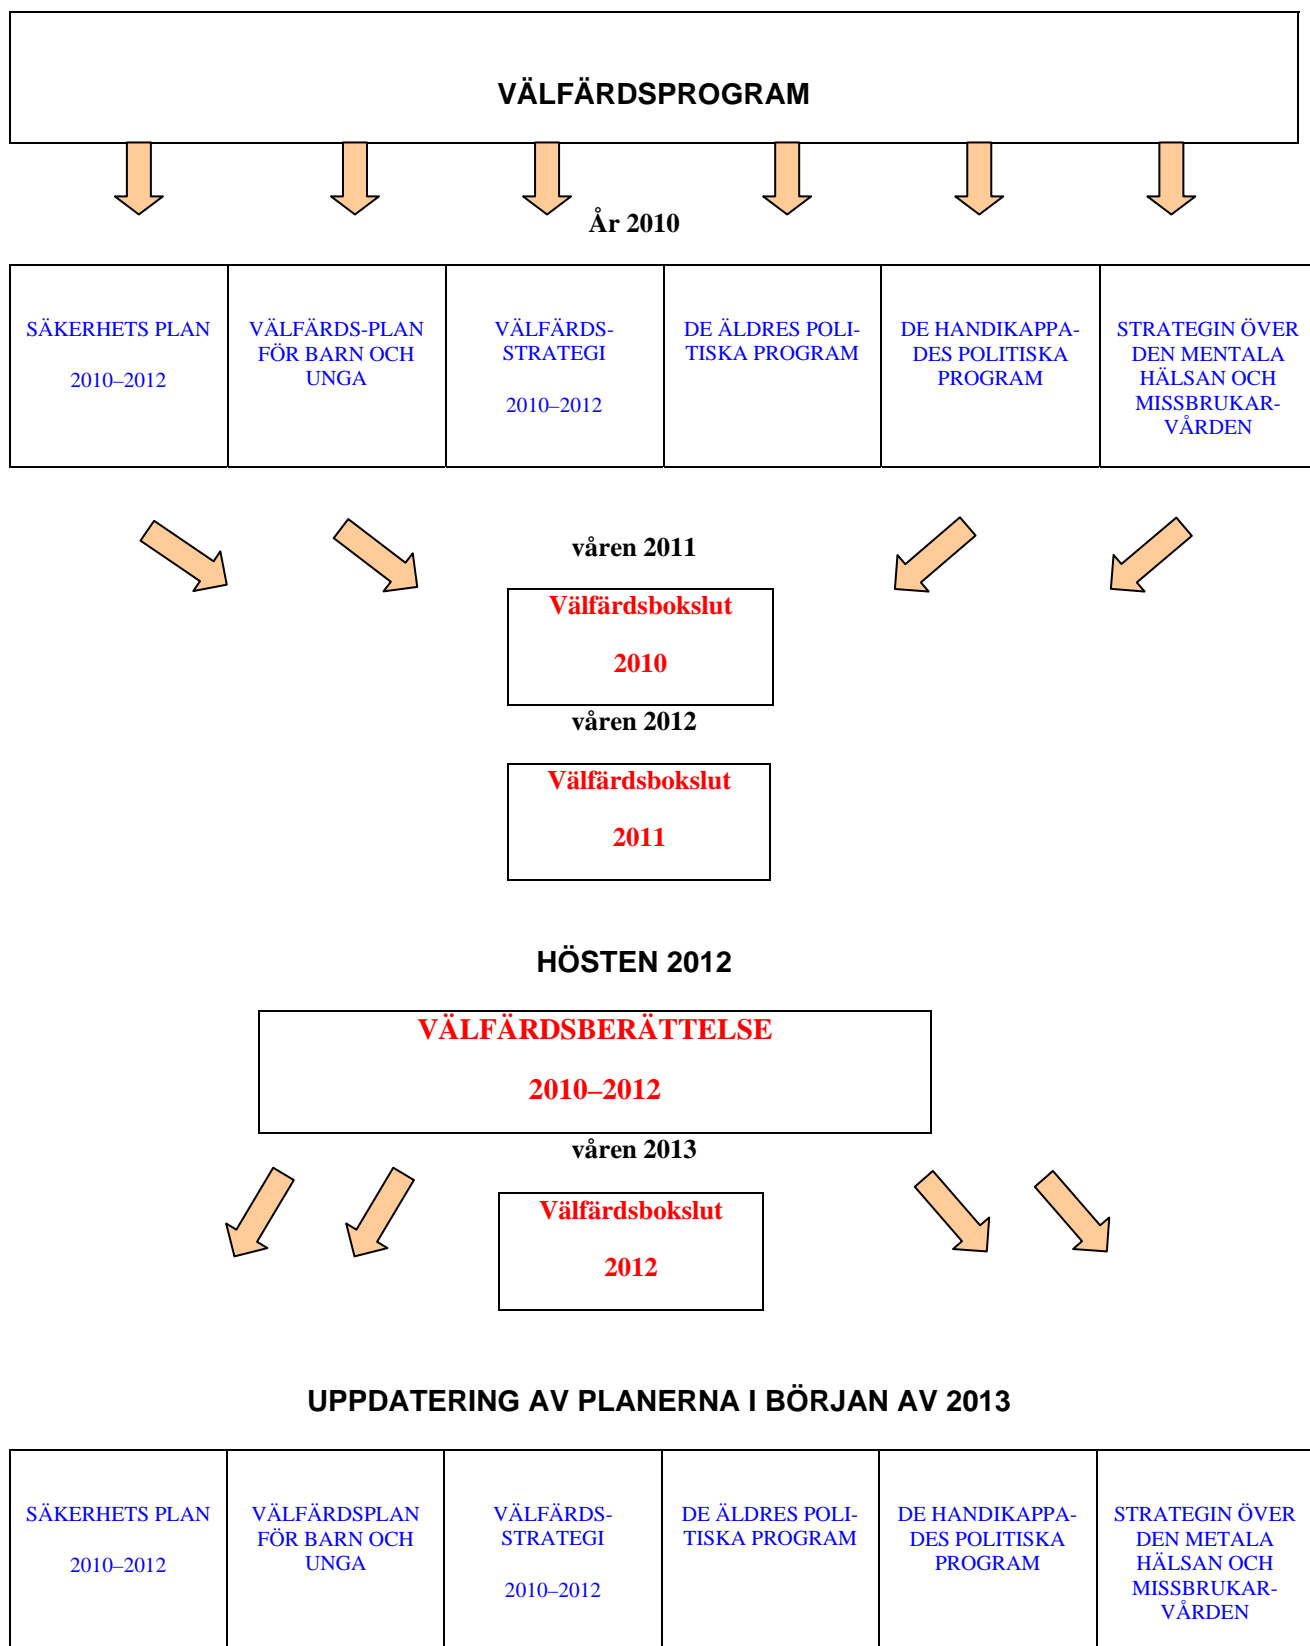 VÄLFÄRDSPROGRAM
År 2010
SÄKERHETS PLAN
2010–2012
VÄLFÄRDS-PLAN
FÖR BARN OCH
UNGA
VÄLFÄRDS-
STRATEGI
2010–2012
DE ÄLDRES POLI-
TISKA PROGRAM
DE HANDIKAPPA-
DES POLITISKA
PROGRAM
STRATEGIN ÖVER
DEN MENTALA
HÄLSAN OCH
MISSBRUKAR-
VÅRDEN
våren 2011
Välfärdsbokslut
2010
våren 2012
Välfärdsbokslut
2011
HÖSTEN 2012
VÄLFÄRDSBERÄTTELSE
2010–2012
våren 2013
Välfärdsbokslut
2012
UPPDATERING AV PLANERNA I BÖRJAN AV 2013
SÄKERHETS PLAN
2010–2012
VÄLFÄRDSPLAN
FÖR BARN OCH
UNGA
VÄLFÄRDS-
STRATEGI
2010–2012
DE ÄLDRES POLI-
TISKA PROGRAM
DE HANDIKAPPA-
DES POLITISKA
PROGRAM
STRATEGIN ÖVER
DEN METALA
HÄLSAN OCH
MISSBRUKAR-
VÅRDEN